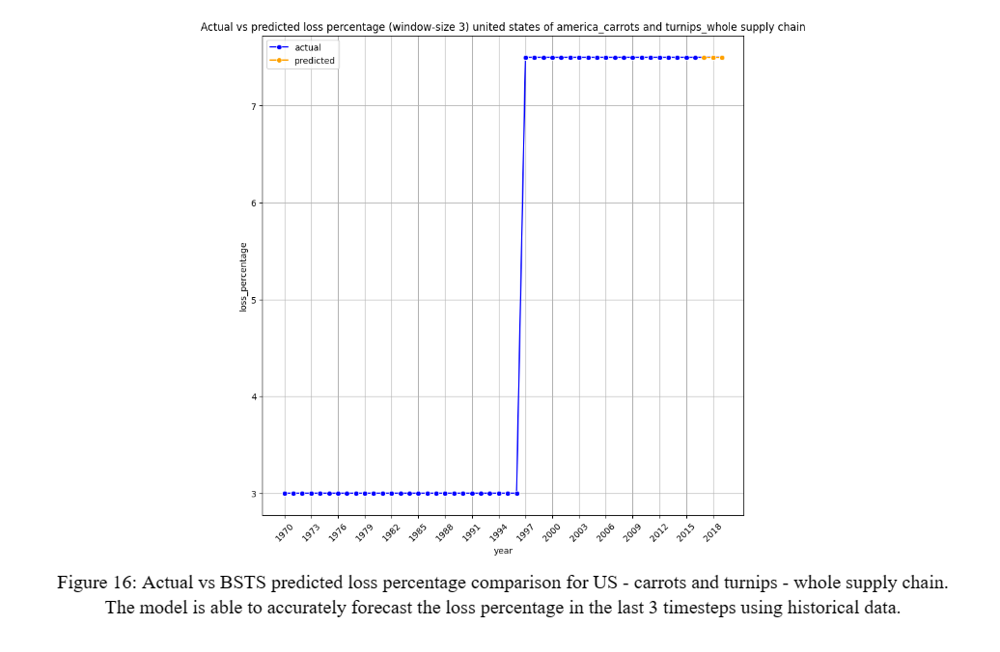 Actual vs predicted loss percentage (window-size 3) united states of america_carrots and turnips_whole supply chain
actual
predicted
7
6
5
4
3
loss_percentage
1970 1973 1976 1979 1982 1985 1988 1991 1994 1997 2000 2003 2006 2009 2012 2015 2018
year
Figure 16: Actual vs BSTS predicted loss percentage comparison for US - carrots and turnips - whole supply chain.
The model is able to accurately forecast the loss percentage in the last 3 timesteps using historical data.